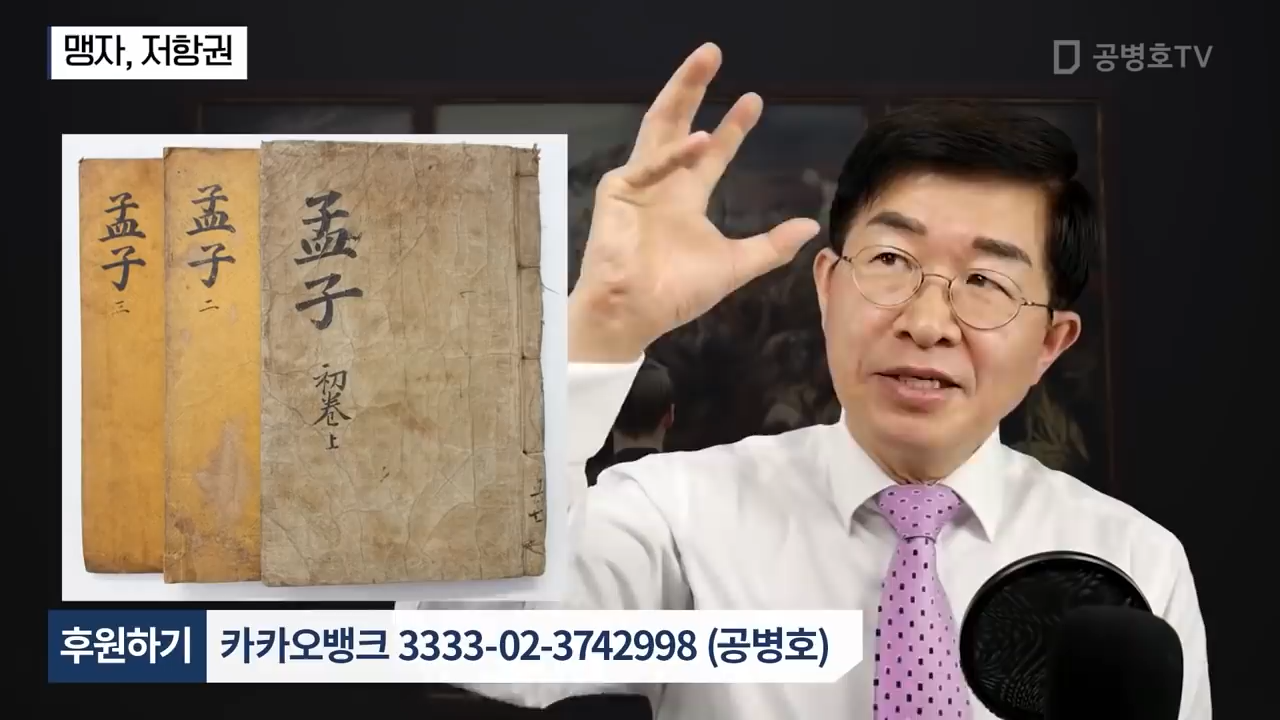 맹자, 저항권
공병호TV
孟子
三
孟子
二
孟子
初卷
上
후원하기
카카오뱅크 3333-02-3742998 (공병호)